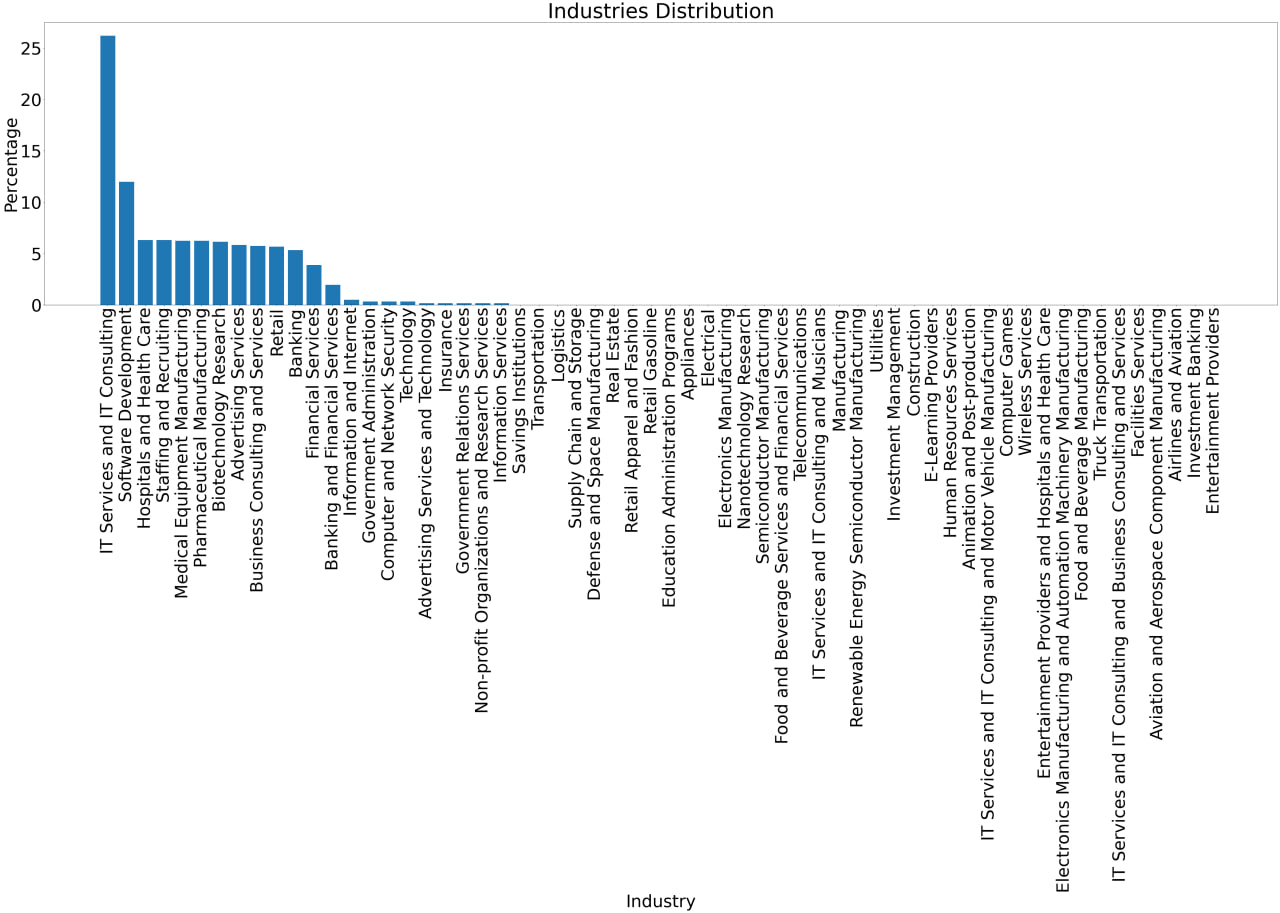 Industries Distribution
Percentage
25
20
15
10
5
0
IT Services and IT Consulting
Software Development
Hospitals and Health Care
Staffing and Recruiting
Medical Equipment Manufacturing
Pharmaceutical Manufacturing
Biotechnology Research
Advertising Services
Business Consulting and Services
Retail
Banking
Financial Services
Banking and Financial Services
Information and Internet
Government Administration
Computer and Network Security
Technology
Advertising Services and Technology
Insurance
Government Relations Services
Non-profit Organizations and Research Services
Information Services
Savings Institutions
Transportation
Logistics
Supply Chain and Storage
Defense and Space Manufacturing
Real Estate
Retail Apparel and Fashion
Retail Gasoline
Education Administration Programs
Appliances
Electrical
Electronics Manufacturing
Nanotechnology Research
Semiconductor Manufacturing
Food and Beverage Services and Financial Services
Telecommunications
IT Services and IT Consulting and Musicians
Manufacturing
Renewable Energy Semiconductor Manufacturing
Utilities
Investment Management
Construction
E-Learning Providers
Human Resources Services
Animation and Post-production
IT Services and IT Consulting and Motor Vehicle Manufacturing
Computer Games
Wireless Services
Entertainment Providers and Hospitals and Health Care
Electronics Manufacturing and Automation Machinery Manufacturing
Food and Beverage Manufacturing
Truck Transportation
IT Services and IT Consulting and Business Consulting and Services
Facilities Services
Aviation and Aerospace Component Manufacturing
Airlines and Aviation
Investment Banking
Entertainment Providers
Industry